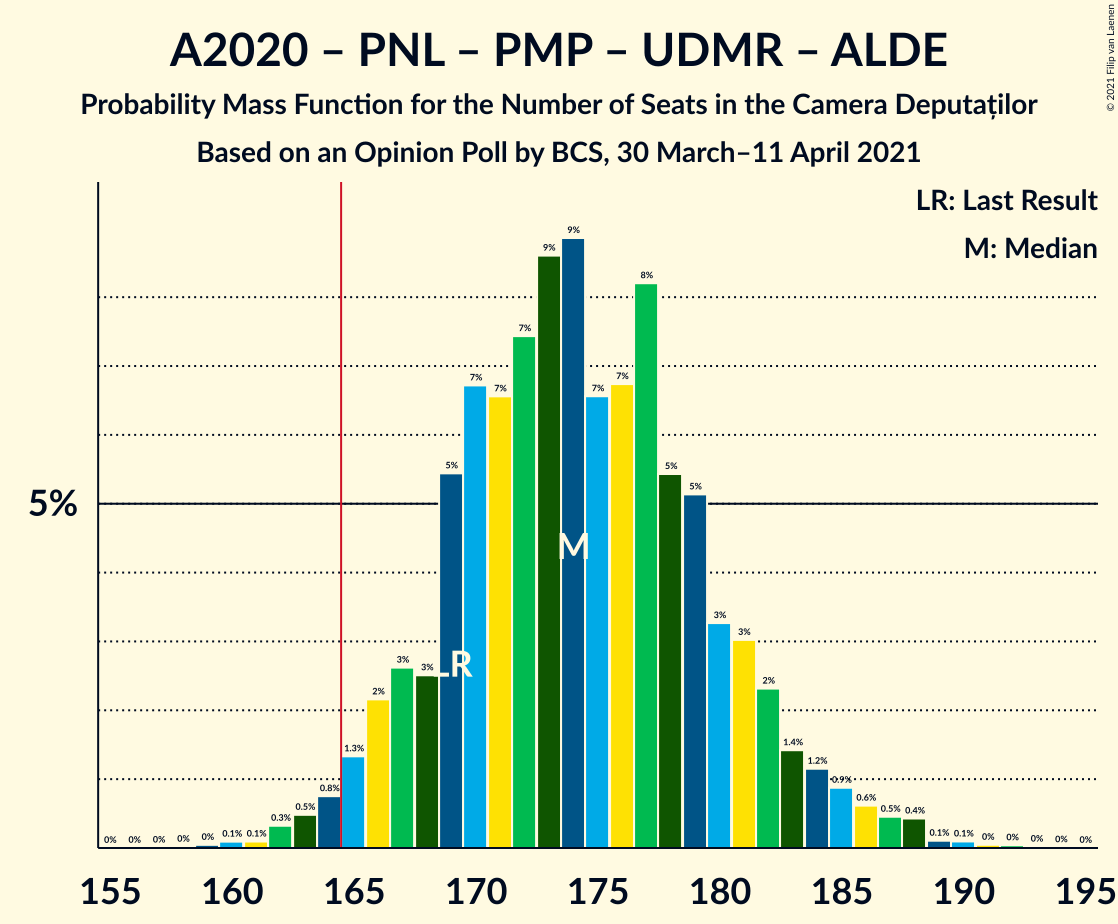 A2020 – PNL – PMP – UDMR – ALDE
Probability Mass Function for the Number of Seats in the Camera Deputaților
Based on an Opinion Poll by BCS, 30 March–11 April 2021
© 2021 Filip van Laenen
LR: Last Result
M: Median
5%
0% 0% 0% 0% 0% 0.1% 0.1% 0.3% 0.5% 0.8% 1.3% 2% 3% 3% 5% 7% 7% 7% 9% 9% 7% 7% 8% 5% 5% 3% 3% 2% 1.4% 1.2% 0.9% 0.6% 0.5% 0.4% 0.1% 0.1% 0% 0% 0% 0% 0%
M
LR
155 160 165 170 175 180 185 190 195